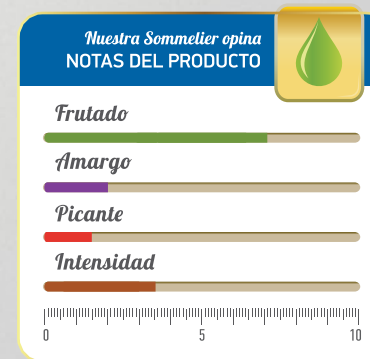 Nuestra Sommelier opina
NOTAS DEL PRODUCTO
Frutado
Amargo
Picante
Intensidad
0 5 10